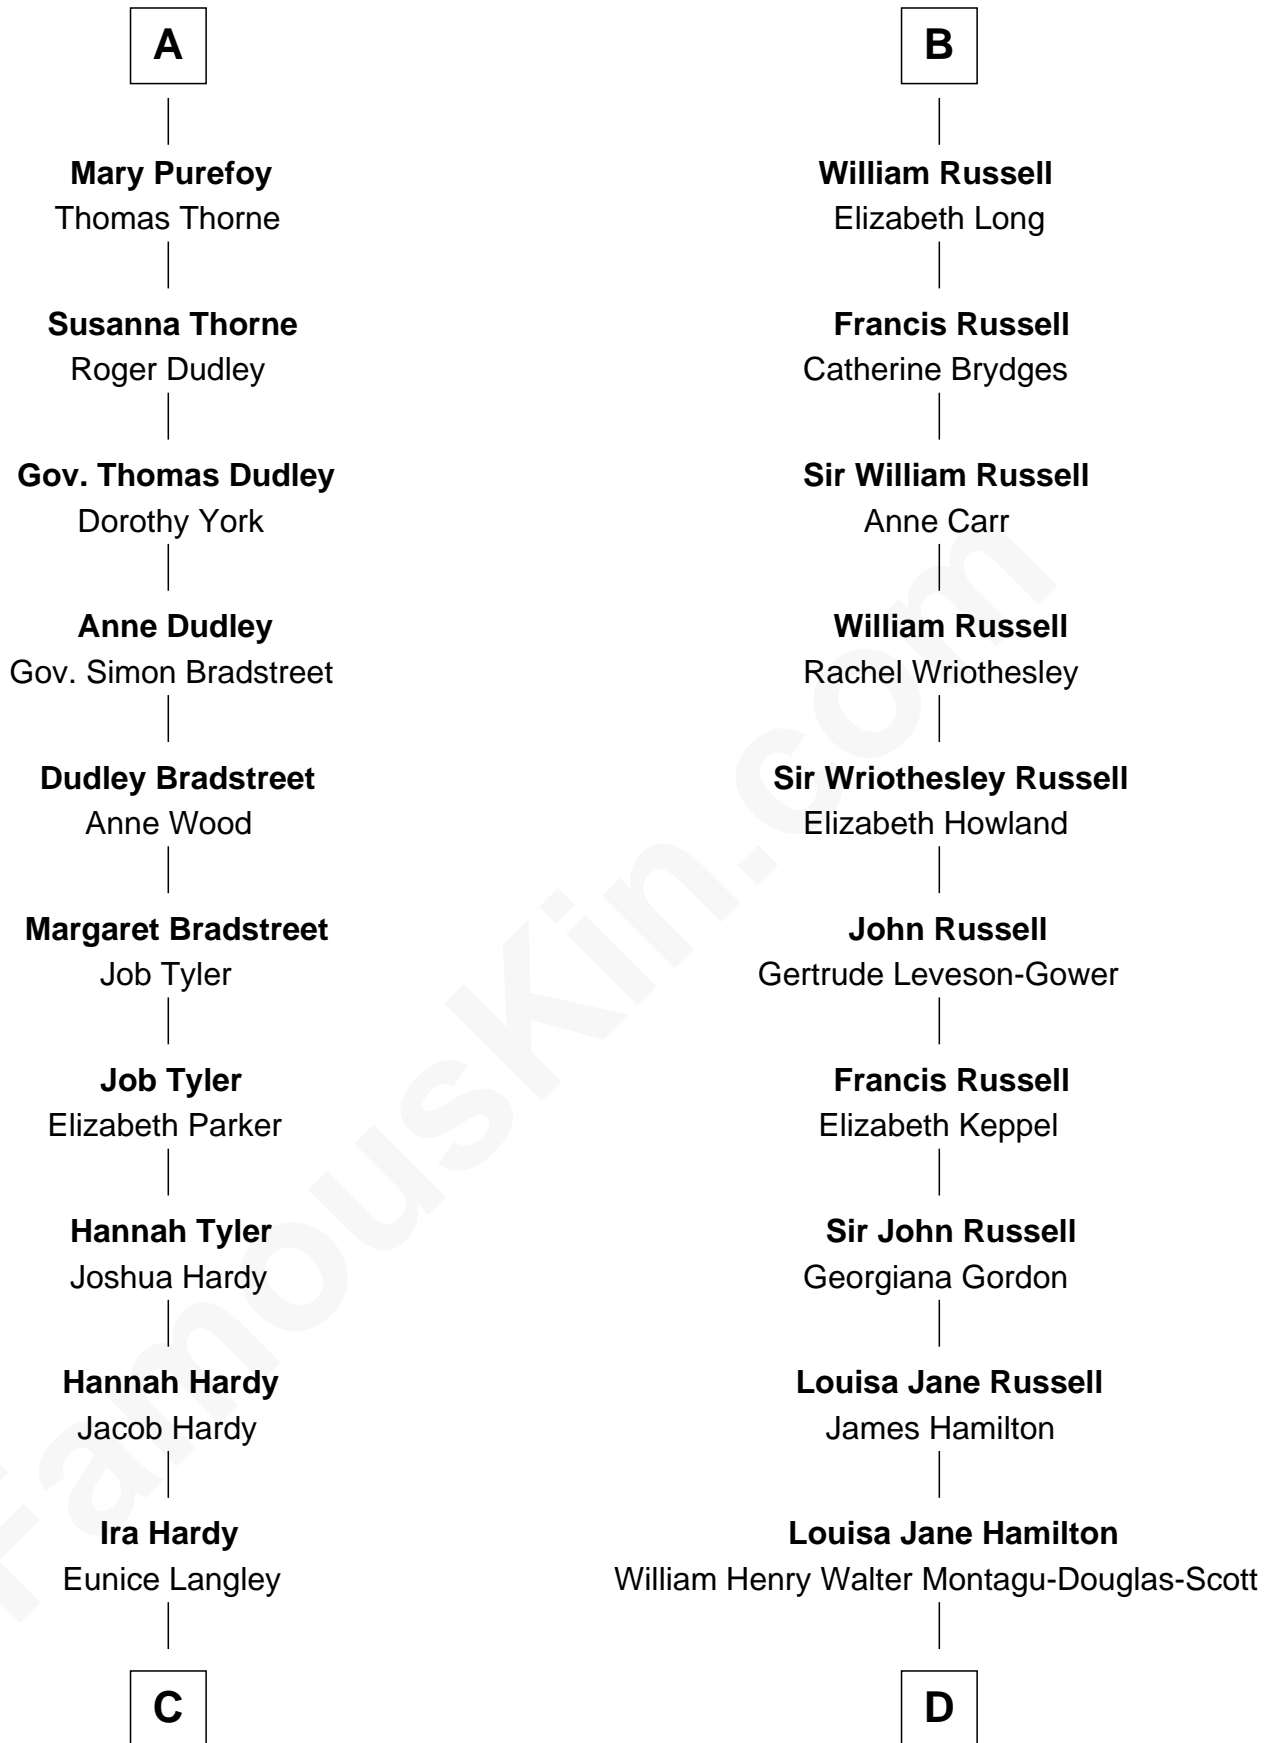 A
Mary Purefoy
Thomas Thorne
Susanna Thorne
Roger Dudley
Gov. Thomas Dudley
Dorothy York
Anne Dudley
Gov. Simon Bradstreet
Dudley Bradstreet
Anne Wood
Margaret Bradstreet
Job Tyler
Job Tyler
Elizabeth Parker
Hannah Tyler
Joshua Hardy
Hannah Hardy
Jacob Hardy
Ira Hardy
Eunice Langley
C
B
William Russell
Elizabeth Long
Francis Russell
Catherine Brydges
Sir William Russell
Anne Carr
William Russell
Rachel Wriothesley
Sir Wriothesley Russell
Elizabeth Howland
John Russell
Gertrude Leveson-Gower
Francis Russell
Elizabeth Keppel
Sir John Russell
Georgiana Gordon
Louisa Jane Russell
James Hamilton
Louisa Jane Hamilton
William Henry Walter Montagu-Douglas-Scott
D
FamousKin.com